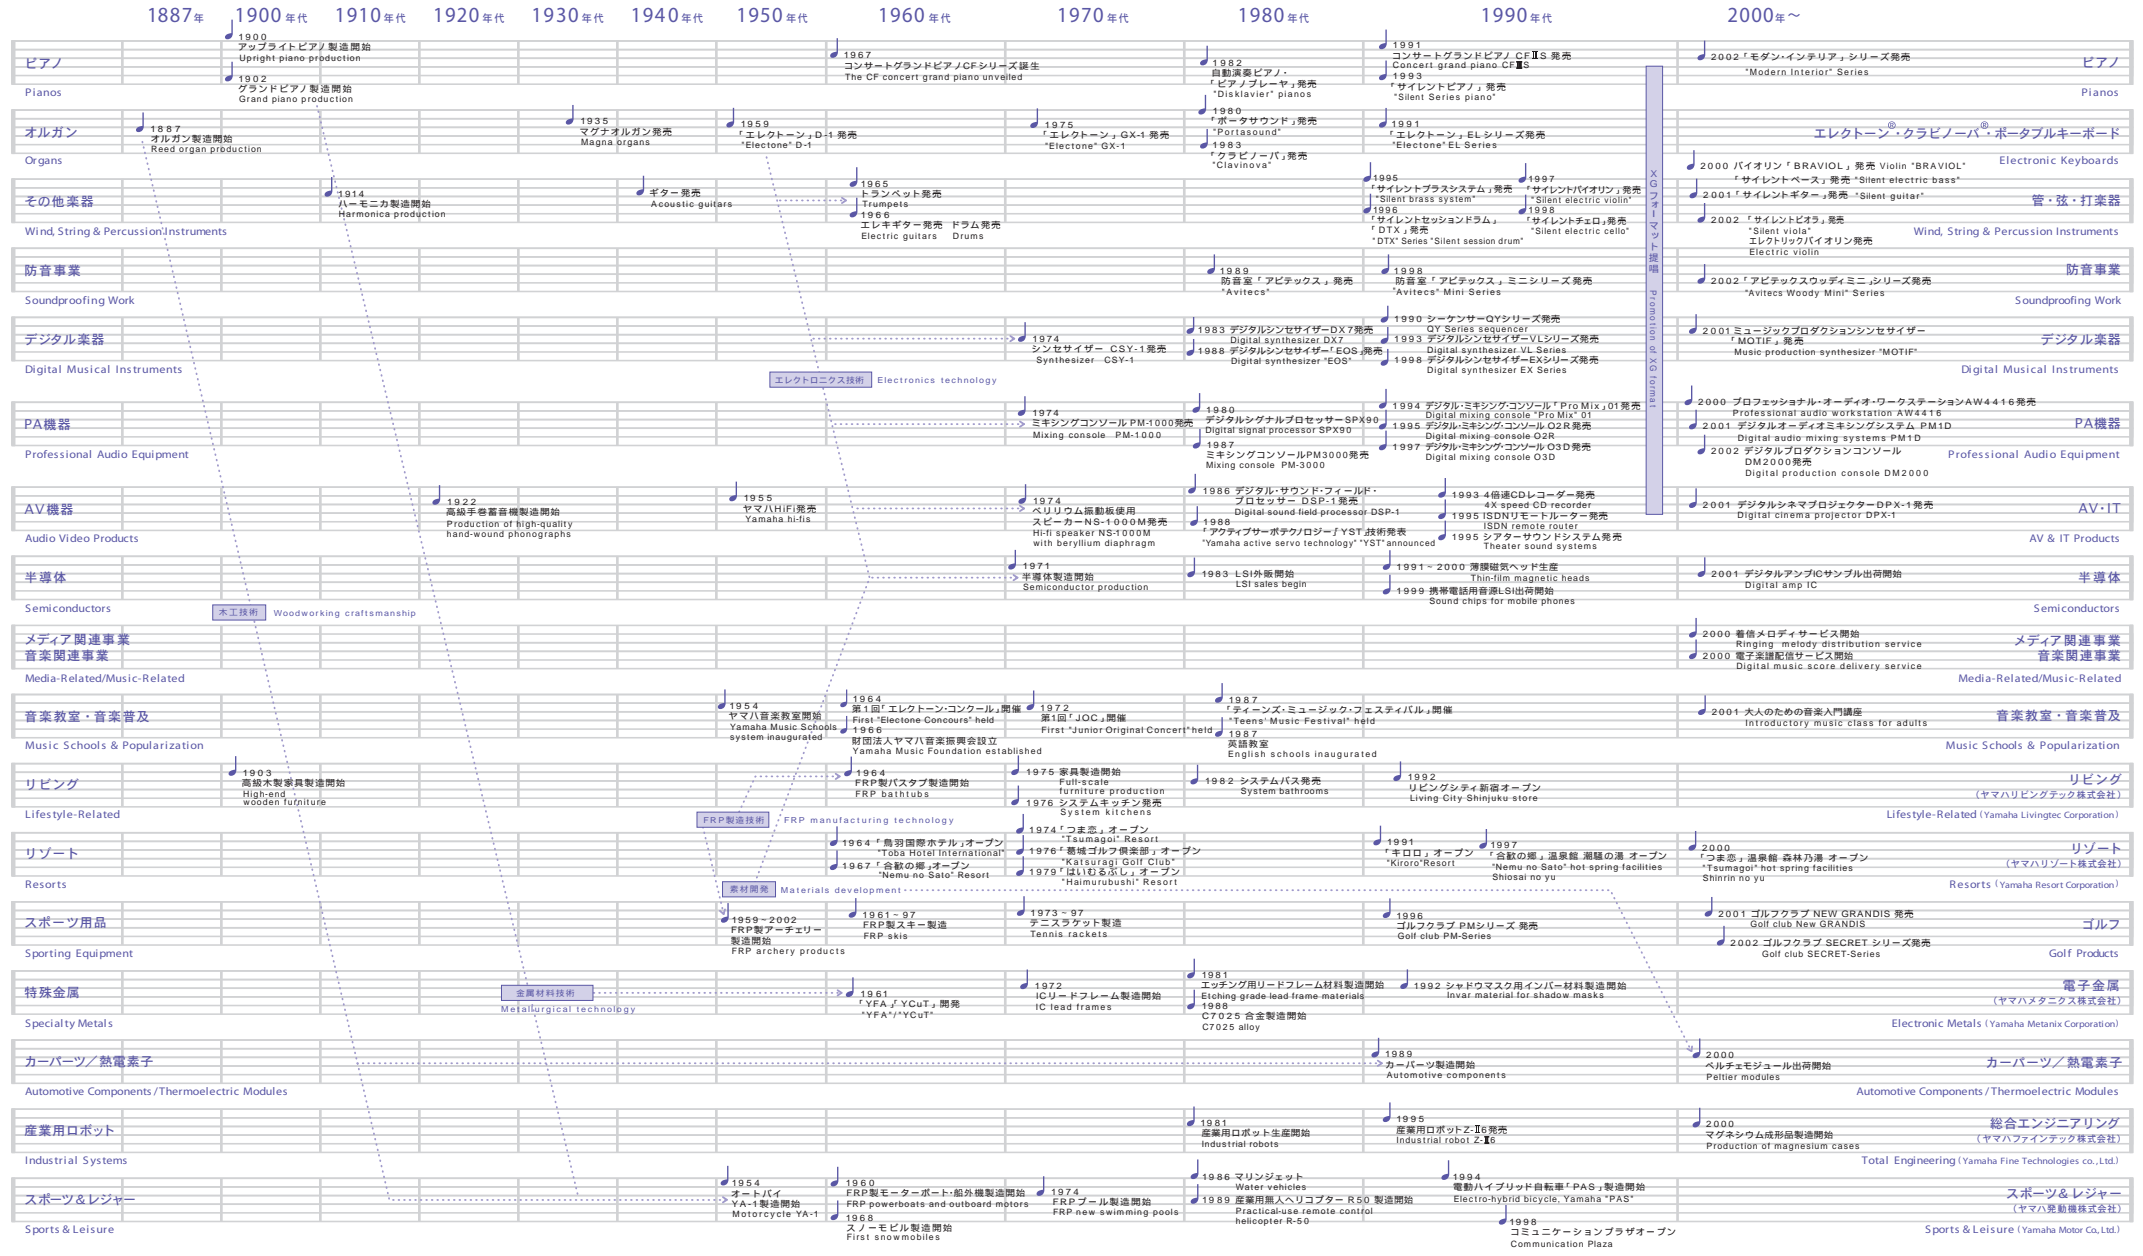 1887年 1900年代 1910年代 1920年代 1930年代 1940年代 1950年代 1960年代 1970年代 1980年代 1990年代 2000年～
ピアノ
Pianos
1900
アップライトピアノ製造開始
Upright piano production
1902
グランドピアノ製造開始
Grand piano production
1967
コンサートグランドピアノCFシリーズ誕生
The CF concert grand piano unveiled
1982
自動演奏ピアノ・
「ピアノプレーヤ」発売
"Disklavier" pianos
1991
コンサートグランドピアノ CFⅢS 発売
Concert grand piano CFⅢS
1993
「サイレントピアノ」発売
"Silent Series piano"
2002「モダン・インテリア」シリーズ発売
"Modern Interior" Series
ピアノ
Pianos
オルガン
Organs
1887
オルガン製造開始
Reed organ production
1935
マグナオルガン発売
Magna organs
1959
「エレクトーン」D-1 発売
"Electone" D-1
1975
「エレクトーン」GX-1 発売
"Electone" GX-1
1980
「ポータサウンド」発売
"Portasound"
1983
「クラビノーバ」発売
"Clavinova"
1991
「エレクトーン」ELシリーズ発売
"Electone" EL Series
エレクトーン®・クラビノーバ®・ポータブルキーボード
Electronic Keyboards
その他楽器
Wind, String & Percussion Instruments
1914
ハーモニカ製造開始
Harmonica production
ギター発売
Acoustic guitars
1965
トランペット発売
Trumpets
1966
エレキギター発売 ドラム発売
Electric guitars Drums
1995
「サイレントブラスシステム」発売
"Silent brass system"
1996
「サイレントセッションドラム」
「DTX」発売
"DTX" Series "Silent session drum"
1997
「サイレントバイオリン」発売
"Silent electric violin"
1998
「サイレントチェロ」発売
"Silent electric cello"
2000 バイオリン「BRAVIOL」発売 Violin "BRAVIOL"
「サイレントベース」発売 "Silent electric bass"
2001「サイレントギター」発売 "Silent guitar"
2002 「サイレントビオラ」発売
"Silent viola"
エレクトリックバイオリン発売
Electric violin
管・弦・打楽器
Wind, String & Percussion Instruments
XGフォーマット提唱 Promotion of XG format
防音事業
Soundproofing Work
1989
防音室「アビテックス」発売
"Avitecs"
1998
防音室「アビテックス」ミニシリーズ発売
"Avitecs" Mini Series
2002「アビテックスウッディミニ」シリーズ発売
"Avitecs Woody Mini" Series
防音事業
Soundproofing Work
デジタル楽器
Digital Musical Instruments
1974
シンセサイザー CSY-1発売
Synthesizer CSY-1
1983 デジタルシンセサイザーDX7発売
Digital synthesizer DX7
1988 デジタルシンセサイザー「EOS」発売
Digital synthesizer "EOS"
1990 シーケンサーQYシリーズ発売
QY Series sequencer
1993 デジタルシンセサイザーVLシリーズ発売
Digital synthesizer VL Series
1998 デジタルシンセサイザーEXシリーズ発売
Digital synthesizer EX Series
2001 ミュージックプロダクションシンセサイザー
「MOTIF」発売
Music production synthesizer "MOTIF"
デジタル楽器
Digital Musical Instruments
エレクトロニクス技術 Electronics technology
PA機器
Professional Audio Equipment
1974
ミキシングコンソール PM-1000発売
Mixing console PM-1000
1980
デジタルシグナルプロセッサーSPX90
Digital signal processor SPX90
1987
ミキシングコンソールPM3000発売
Mixing console PM-3000
1994 デジタル・ミキシング・コンソール「Pro Mix」01発売
Digital mixing console "Pro Mix" 01
1995 デジタル・ミキシング・コンソール O2R発売
Digital mixing console O2R
1997 デジタル・ミキシング・コンソール O3D発売
Digital mixing console O3D
2000 プロフェッショナル・オーディオ・ワークステーションAW4416発売
Professional audio workstation AW4416
2001 デジタルオーディオミキシングシステム PM1D
Digital audio mixing systems PM1D
2002 デジタルプロダクションコンソール
DM2000発売
Digital production console DM2000
PA機器
Professional Audio Equipment
AV機器
Audio Video Products
1922
高級手巻蓄音機製造開始
Production of high-quality
hand-wound phonographs
1955
ヤマハHiFi発売
Yamaha hi-fis
1974
ベリリウム振動板使用
スピーカーNS-1000M発売
Hi-fi speaker NS-1000M
with beryllium diaphragm
1986 デジタル・サウンド・フィールド・
プロセッサー DSP-1発売
Digital sound field processor DSP-1
1988
「アクティブサーボテクノロジー」「YST」技術発表
"Yamaha active servo technology" "YST" announced
1993 4倍速CDレコーダー発売
4X speed CD recorder
1995 ISDNリモートルーター発売
ISDN remote router
1995 シアターサウンドシステム発売
Theater sound systems
2001 デジタルシネマプロジェクターDPX-1発売
Digital cinema projector DPX-1
AV・IT
AV & IT Products
半導体
Semiconductors
1971
半導体製造開始
Semiconductor production
1983 LSI外販開始
LSI sales begin
1991~2000 薄膜磁気ヘッド生産
Thin-film magnetic heads
1999 携帯電話用音源LSI出荷開始
Sound chips for mobile phones
2001 デジタルアンプICサンプル出荷開始
Digital amp IC
半導体
Semiconductors
木工技術 Woodworking craftsmanship
メディア関連事業
音楽関連事業
Media-Related/Music-Related
2000 着信メロディサービス開始
Ringing melody distribution service
2000 電子楽譜配信サービス開始
Digital music score delivery service
メディア関連事業
音楽関連事業
Media-Related/Music-Related
音楽教室・音楽普及
Music Schools & Popularization
1954
ヤマハ音楽教室開始
Yamaha Music Schools
system inaugurated
1964
第1回「エレクトーン・コンクール」開催
First "Electone Concours" held
1966
財団法人ヤマハ音楽振興会設立
Yamaha Music Foundation established
1972
第1回「JOC」開催
First "Junior Original Concert" held
1987
「ティーンズ・ミュージック・フェスティバル」開催
"Teens' Music Festival" held
1987
英語教室
English schools inaugurated
2001 大人のための音楽入門講座
Introductory music class for adults
音楽教室・音楽普及
Music Schools & Popularization
リビング
Lifestyle-Related
1903
高級木製家具製造開始
High-end
wooden furniture
1964
FRP製バスタブ製造開始
FRP bathtubs
1975 家具製造開始
Full-scale
furniture production
1976 システムキッチン発売
System kitchens
1982 システムバス発売
System bathrooms
1992
リビングシティ新宿オープン
Living City Shinjuku store
リビング
（ヤマハリビングテック株式会社）
Lifestyle-Related (Yamaha Livingtec Corporation)
FRP製造技術 FRP manufacturing technology
リゾート
Resorts
1964「鳥羽国際ホテル」オープン
"Toba Hotel International"
1967「合歓の郷」オープン
"Nemu no Sato" Resort
1974「つま恋」オープン
"Tsumagoi" Resort
1976「葛城ゴルフ倶楽部」オープン
"Katsuragi Golf Club"
1979「はいむるぶし」オープン
"Haimurubushi" Resort
1991
「キロロ」オープン
"Kiroro"Resort
1997
「合歓の郷」温泉館 潮騒の湯 オープン
"Nemu no Sato" hot spring facilities
Shiosai no yu
2000
「つま恋」温泉館 森林乃湯 オープン
"Tsumagoi" hot spring facilities
Shinrin no yu
リゾート
（ヤマハリゾート株式会社）
Resorts (Yamaha Resort Corporation)
素材開発 Materials development
スポーツ用品
Sporting Equipment
1959~2002
FRP製アーチェリー
製造開始
FRP archery products
1961~97
FRP製スキー製造
FRP skis
1973~97
テニスラケット製造
Tennis rackets
1996
ゴルフクラブ PMシリーズ 発売
Golf club PM-Series
2001 ゴルフクラブ NEW GRANDIS 発売
Golf club New GRANDIS
2002 ゴルフクラブ SECRET シリーズ発売
Golf club SECRET-Series
ゴルフ
Golf Products
特殊金属
Specialty Metals
金属材料技術
Metallurgical technology
1961
「YFA」「YCuT」開発
"YFA"/"YCuT"
1972
ICリードフレーム製造開始
IC lead frames
1981
エッチング用リードフレーム材料製造開始
Etching grade lead frame materials
1988
C7025 合金製造開始
C7025 alloy
1992 シャドウマスク用インバー材料製造開始
Invar material for shadow masks
電子金属
（ヤマハメタニクス株式会社）
Electronic Metals (Yamaha Metanix Corporation)
カーパーツ／熱電素子
Automotive Components/Thermoelectric Modules
1989
カーパーツ製造開始
Automotive components
2000
ペルチェモジュール出荷開始
Peltier modules
カーパーツ／熱電素子
Automotive Components/Thermoelectric Modules
産業用ロボット
Industrial Systems
1981
産業用ロボット生産開始
Industrial robots
1995
産業用ロボットZ-Ⅱ6発売
Industrial robot Z-Ⅱ6
2000
マグネシウム成形品製造開始
Production of magnesium cases
総合エンジニアリング
（ヤマハファインテック株式会社）
Total Engineering (Yamaha Fine Technologies co.,Ltd.)
スポーツ&レジャー
Sports & Leisure
1954
オートバイ
YA-1製造開始
Motorcycle YA-1
1960
FRP製モーターボート・船外機製造開始
FRP powerboats and outboard motors
1968
スノーモビル製造開始
First snowmobiles
1974
FRPプール製造開始
FRP new swimming pools
1986 マリンジェット
Water vehicles
1989 産業用無人ヘリコプター R50 製造開始
Practical-use remote control
helicopter R-50
1994
電動ハイブリッド自転車「PAS」製造開始
Electro-hybrid bicycle, Yamaha "PAS"
1998
コミュニケーションプラザオープン
Communication Plaza
スポーツ&レジャー
（ヤマハ発動機株式会社）
Sports & Leisure (Yamaha Motor Co,.Ltd.)